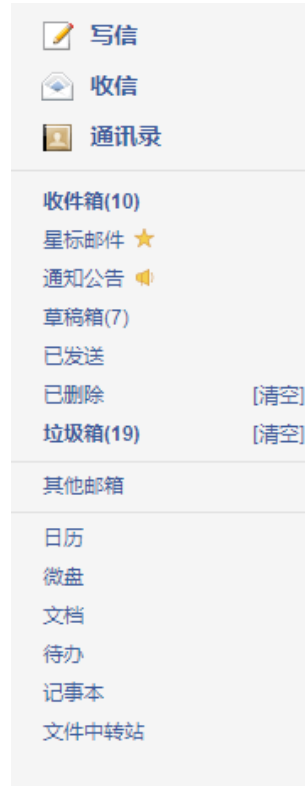 写信
收信
通讯录
收件箱(10)
星标邮件
通知公告
草稿箱(7)
已发送
已删除 [清空]
垃圾箱(19) [清空]
其他邮箱
日历
微盘
文档
待办
记事本
文件中转站